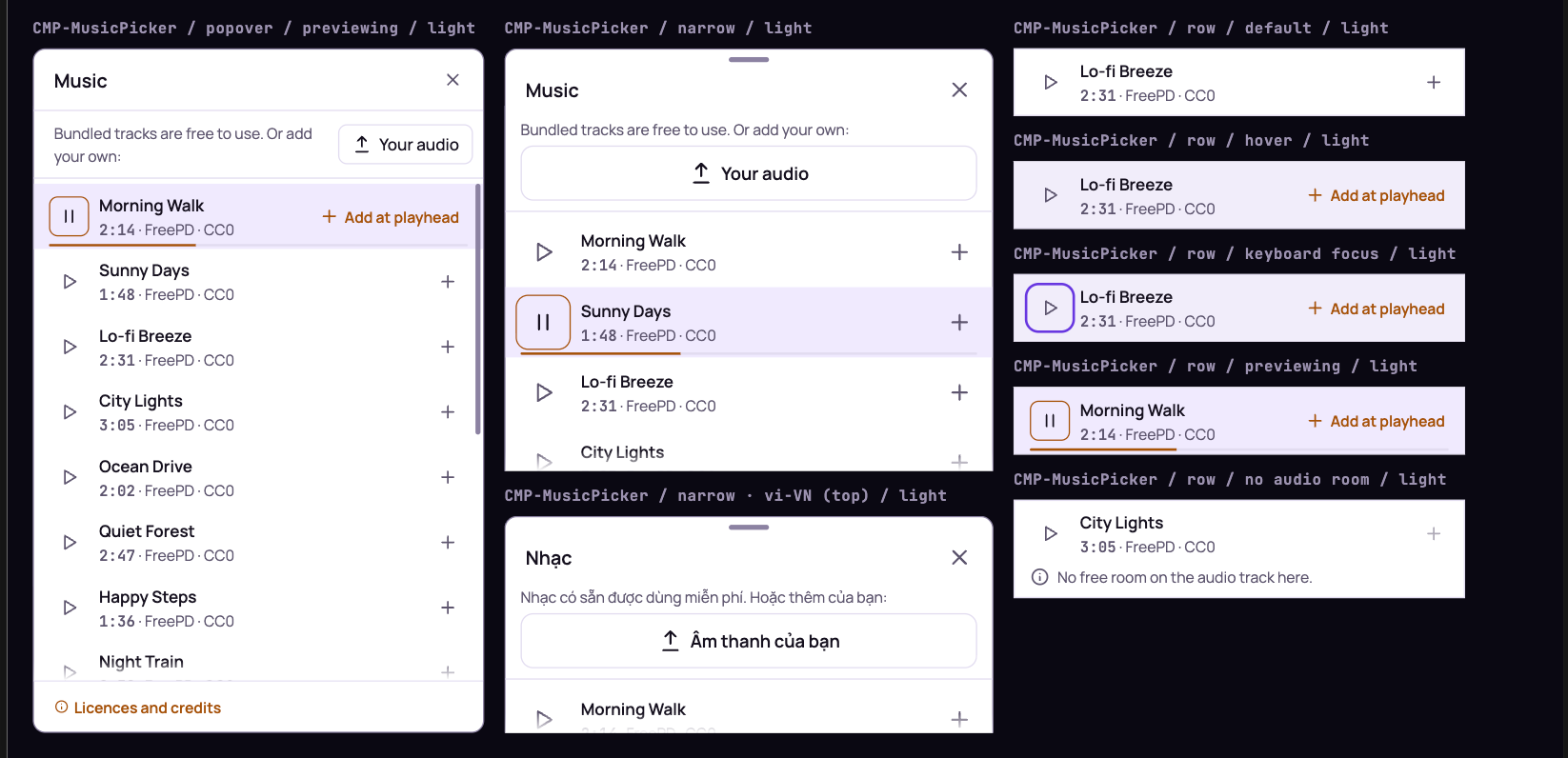 CMP-MusicPicker / popover / previewing / light
Music
Bundled tracks are free to use. Or add
your own:
Your audio
Morning Walk
2:14 · FreePD · CC0
Add at playhead
Sunny Days
1:48 · FreePD · CC0
Lo-fi Breeze
2:31 · FreePD · CC0
City Lights
3:05 · FreePD · CC0
Ocean Drive
2:02 · FreePD · CC0
Quiet Forest
2:47 · FreePD · CC0
Happy Steps
1:36 · FreePD · CC0
Night Train
Licences and credits
CMP-MusicPicker / narrow / light
Music
Bundled tracks are free to use. Or add your own:
Your audio
Morning Walk
2:14 · FreePD · CC0
Sunny Days
1:48 · FreePD · CC0
Lo-fi Breeze
2:31 · FreePD · CC0
City Lights
CMP-MusicPicker / narrow · vi-VN (top) / light
Nhạc
Nhạc có sẵn được dùng miễn phí. Hoặc thêm của bạn:
Âm thanh của bạn
Morning Walk
CMP-MusicPicker / row / default / light
Lo-fi Breeze
2:31 · FreePD · CC0
CMP-MusicPicker / row / hover / light
Lo-fi Breeze
2:31 · FreePD · CC0
Add at playhead
CMP-MusicPicker / row / keyboard focus / light
Lo-fi Breeze
2:31 · FreePD · CC0
Add at playhead
CMP-MusicPicker / row / previewing / light
Morning Walk
2:14 · FreePD · CC0
Add at playhead
CMP-MusicPicker / row / no audio room / light
City Lights
3:05 · FreePD · CC0
No free room on the audio track here.